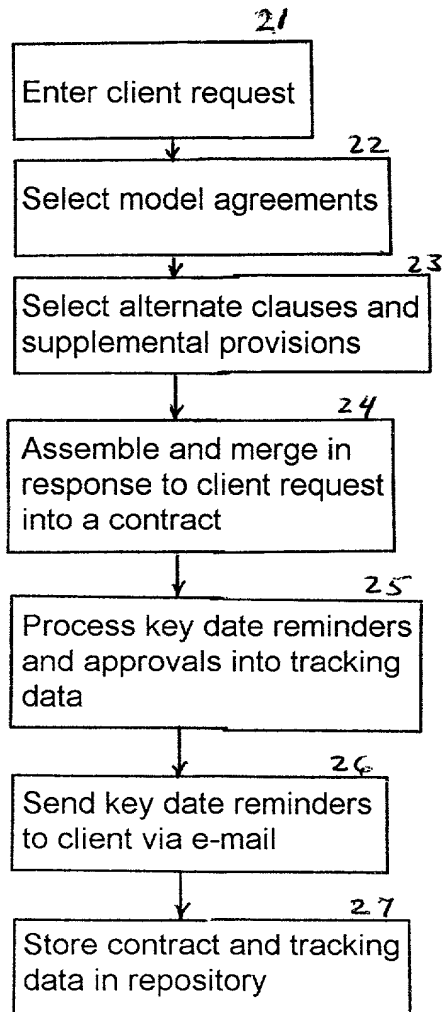 21
Enter client request
22
Select model agreements
23
Select alternate clauses and
supplemental provisions
24
Assemble and merge in
response to client request
into a contract
25
Process key date reminders
and approvals into tracking
data
26
Send key date reminders
to client via e-mail
27
Store contract and tracking
data in repository